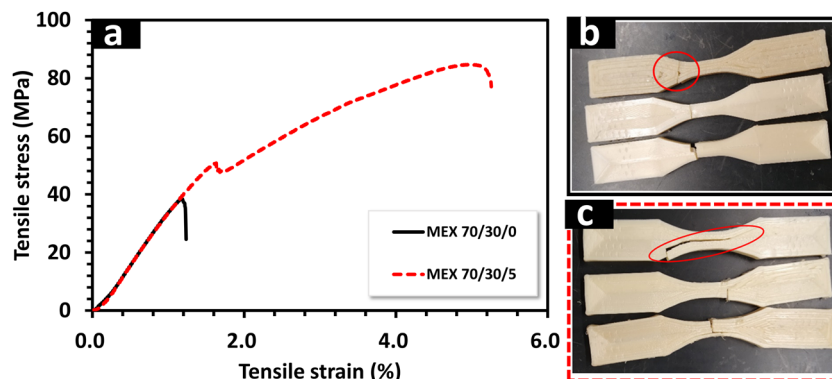 a
100
80
60
40
20
0
Tensile stress (MPa)
0.0 2.0 4.0 6.0
Tensile strain (%)
MEX 70/30/0
MEX 70/30/5
b
c